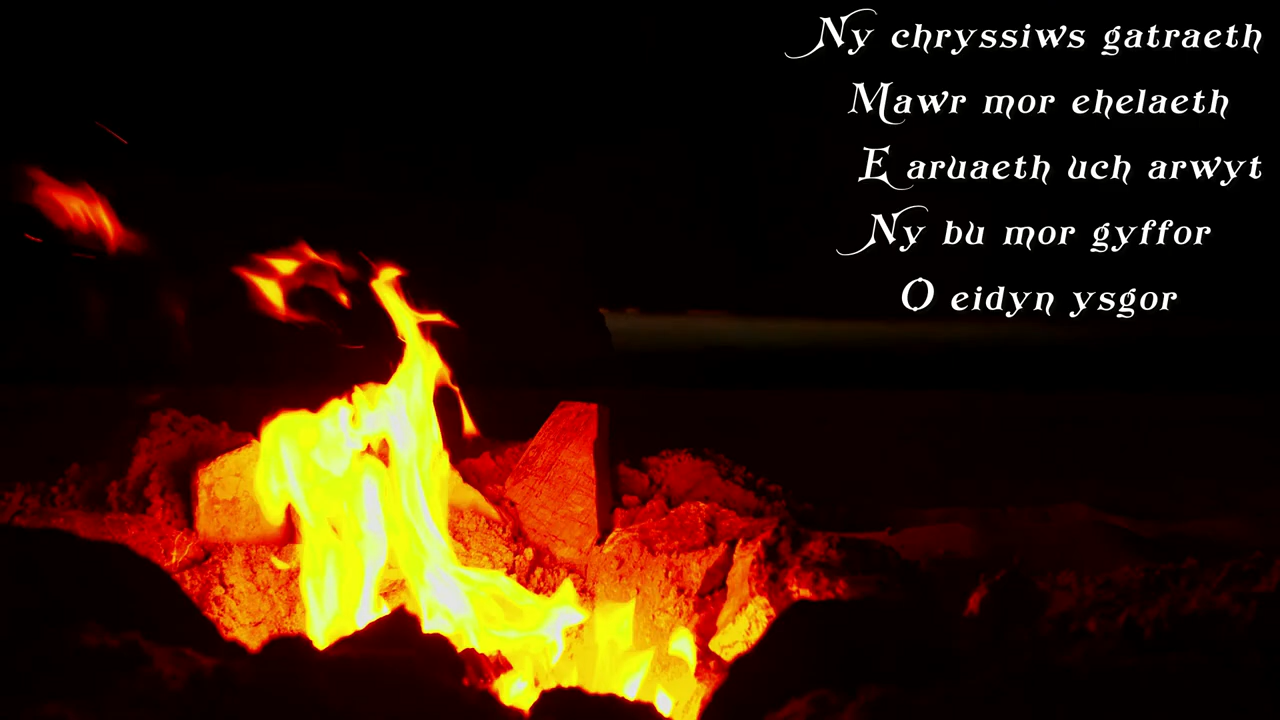 Ny chryssiws gatraeth
Mawr mor ehelaeth
E aruaeth uch arwyt
Ny bu mor gyffor
O eidyn ysgor